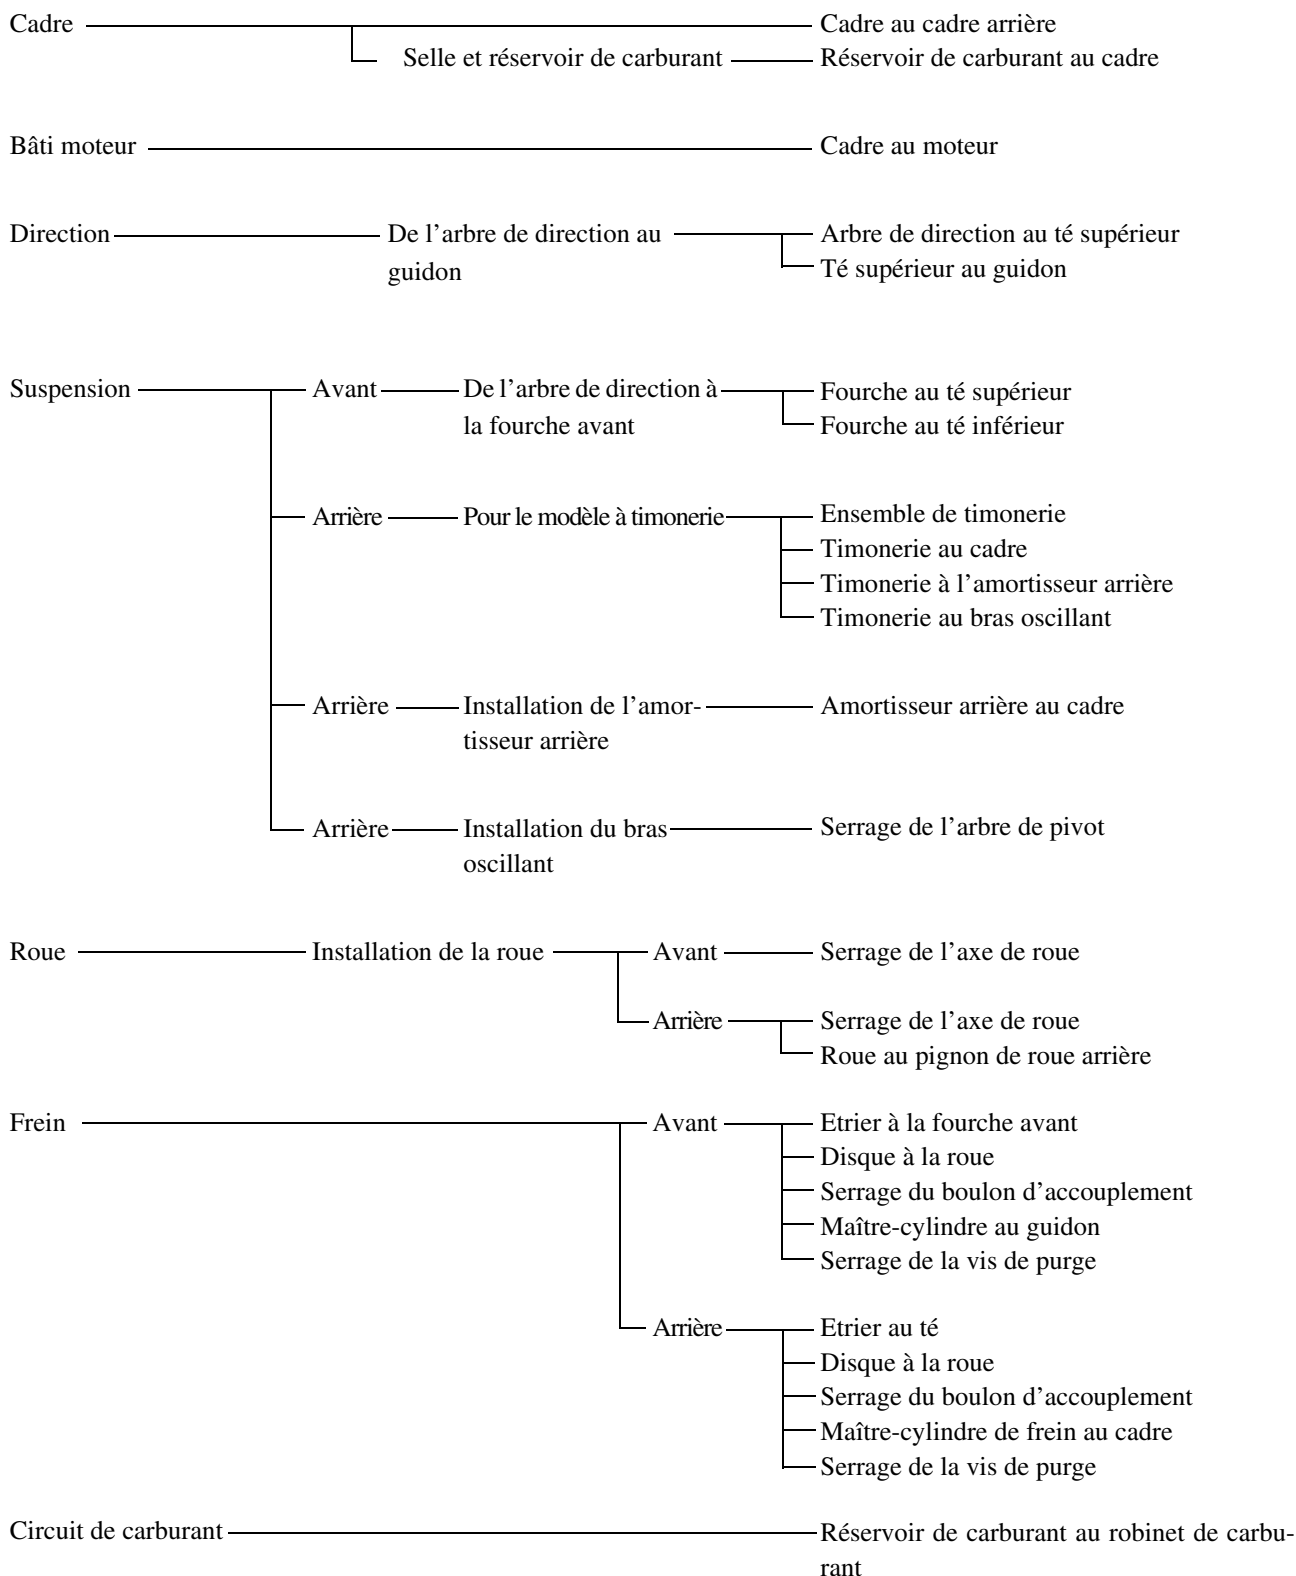 Cadre Cadre au cadre arrière
Selle et réservoir de carburant Réservoir de carburant au cadre
Bâti moteur Cadre au moteur
Direction De l'arbre de direction au Arbre de direction au té supérieur
guidon Té supérieur au guidon
Suspension Avant De l'arbre de direction à Fourche au té supérieur
la fourche avant Fourche au té inférieur
Arrière Pour le modèle à timonerie Ensemble de timonerie
Timonerie au cadre
Timonerie à l'amortisseur arrière
Timonerie au bras oscillant
Arrière Installation de l'amor- Amortisseur arrière au cadre
tisseur arrière
Arrière Installation du bras Serrage de l'arbre de pivot
oscillant
Roue Installation de la roue Avant Serrage de l'axe de roue
Arrière Serrage de l'axe de roue
Roue au pignon de roue arrière
Frein Avant Etrier à la fourche avant
Disque à la roue
Serrage du boulon d'accouplement
Maître-cylindre au guidon
Serrage de la vis de purge
Arrière Etrier au té
Disque à la roue
Serrage du boulon d'accouplement
Maître-cylindre de frein au cadre
Serrage de la vis de purge
Circuit de carburant Réservoir de carburant au robinet de carbu-
rant